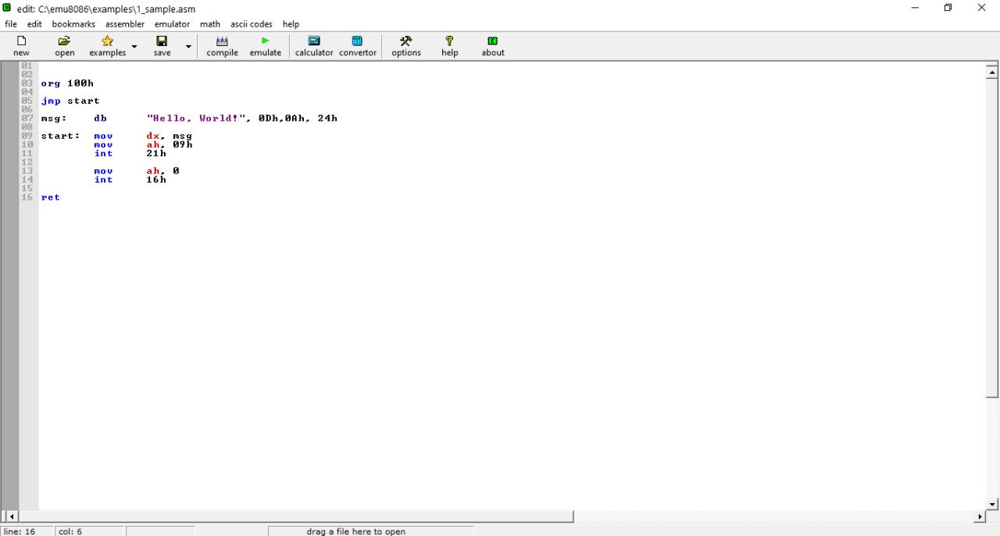 edit: C:\emu8086\examples\1_sample.asm
file edit bookmarks assembler emulator math ascii codes help
new open examples save compile emulate calculator convertor options help about
01
02
03 org 100h
04
05 jmp start
06
07 msg: db "Hello, World!", 0Dh,0Ah, 24h
08
09 start: mov dx, msg
10 mov ah, 09h
11 int 21h
12
13 mov ah, 0
14 int 16h
15
16 ret
line: 16 col: 6 drag a file here to open